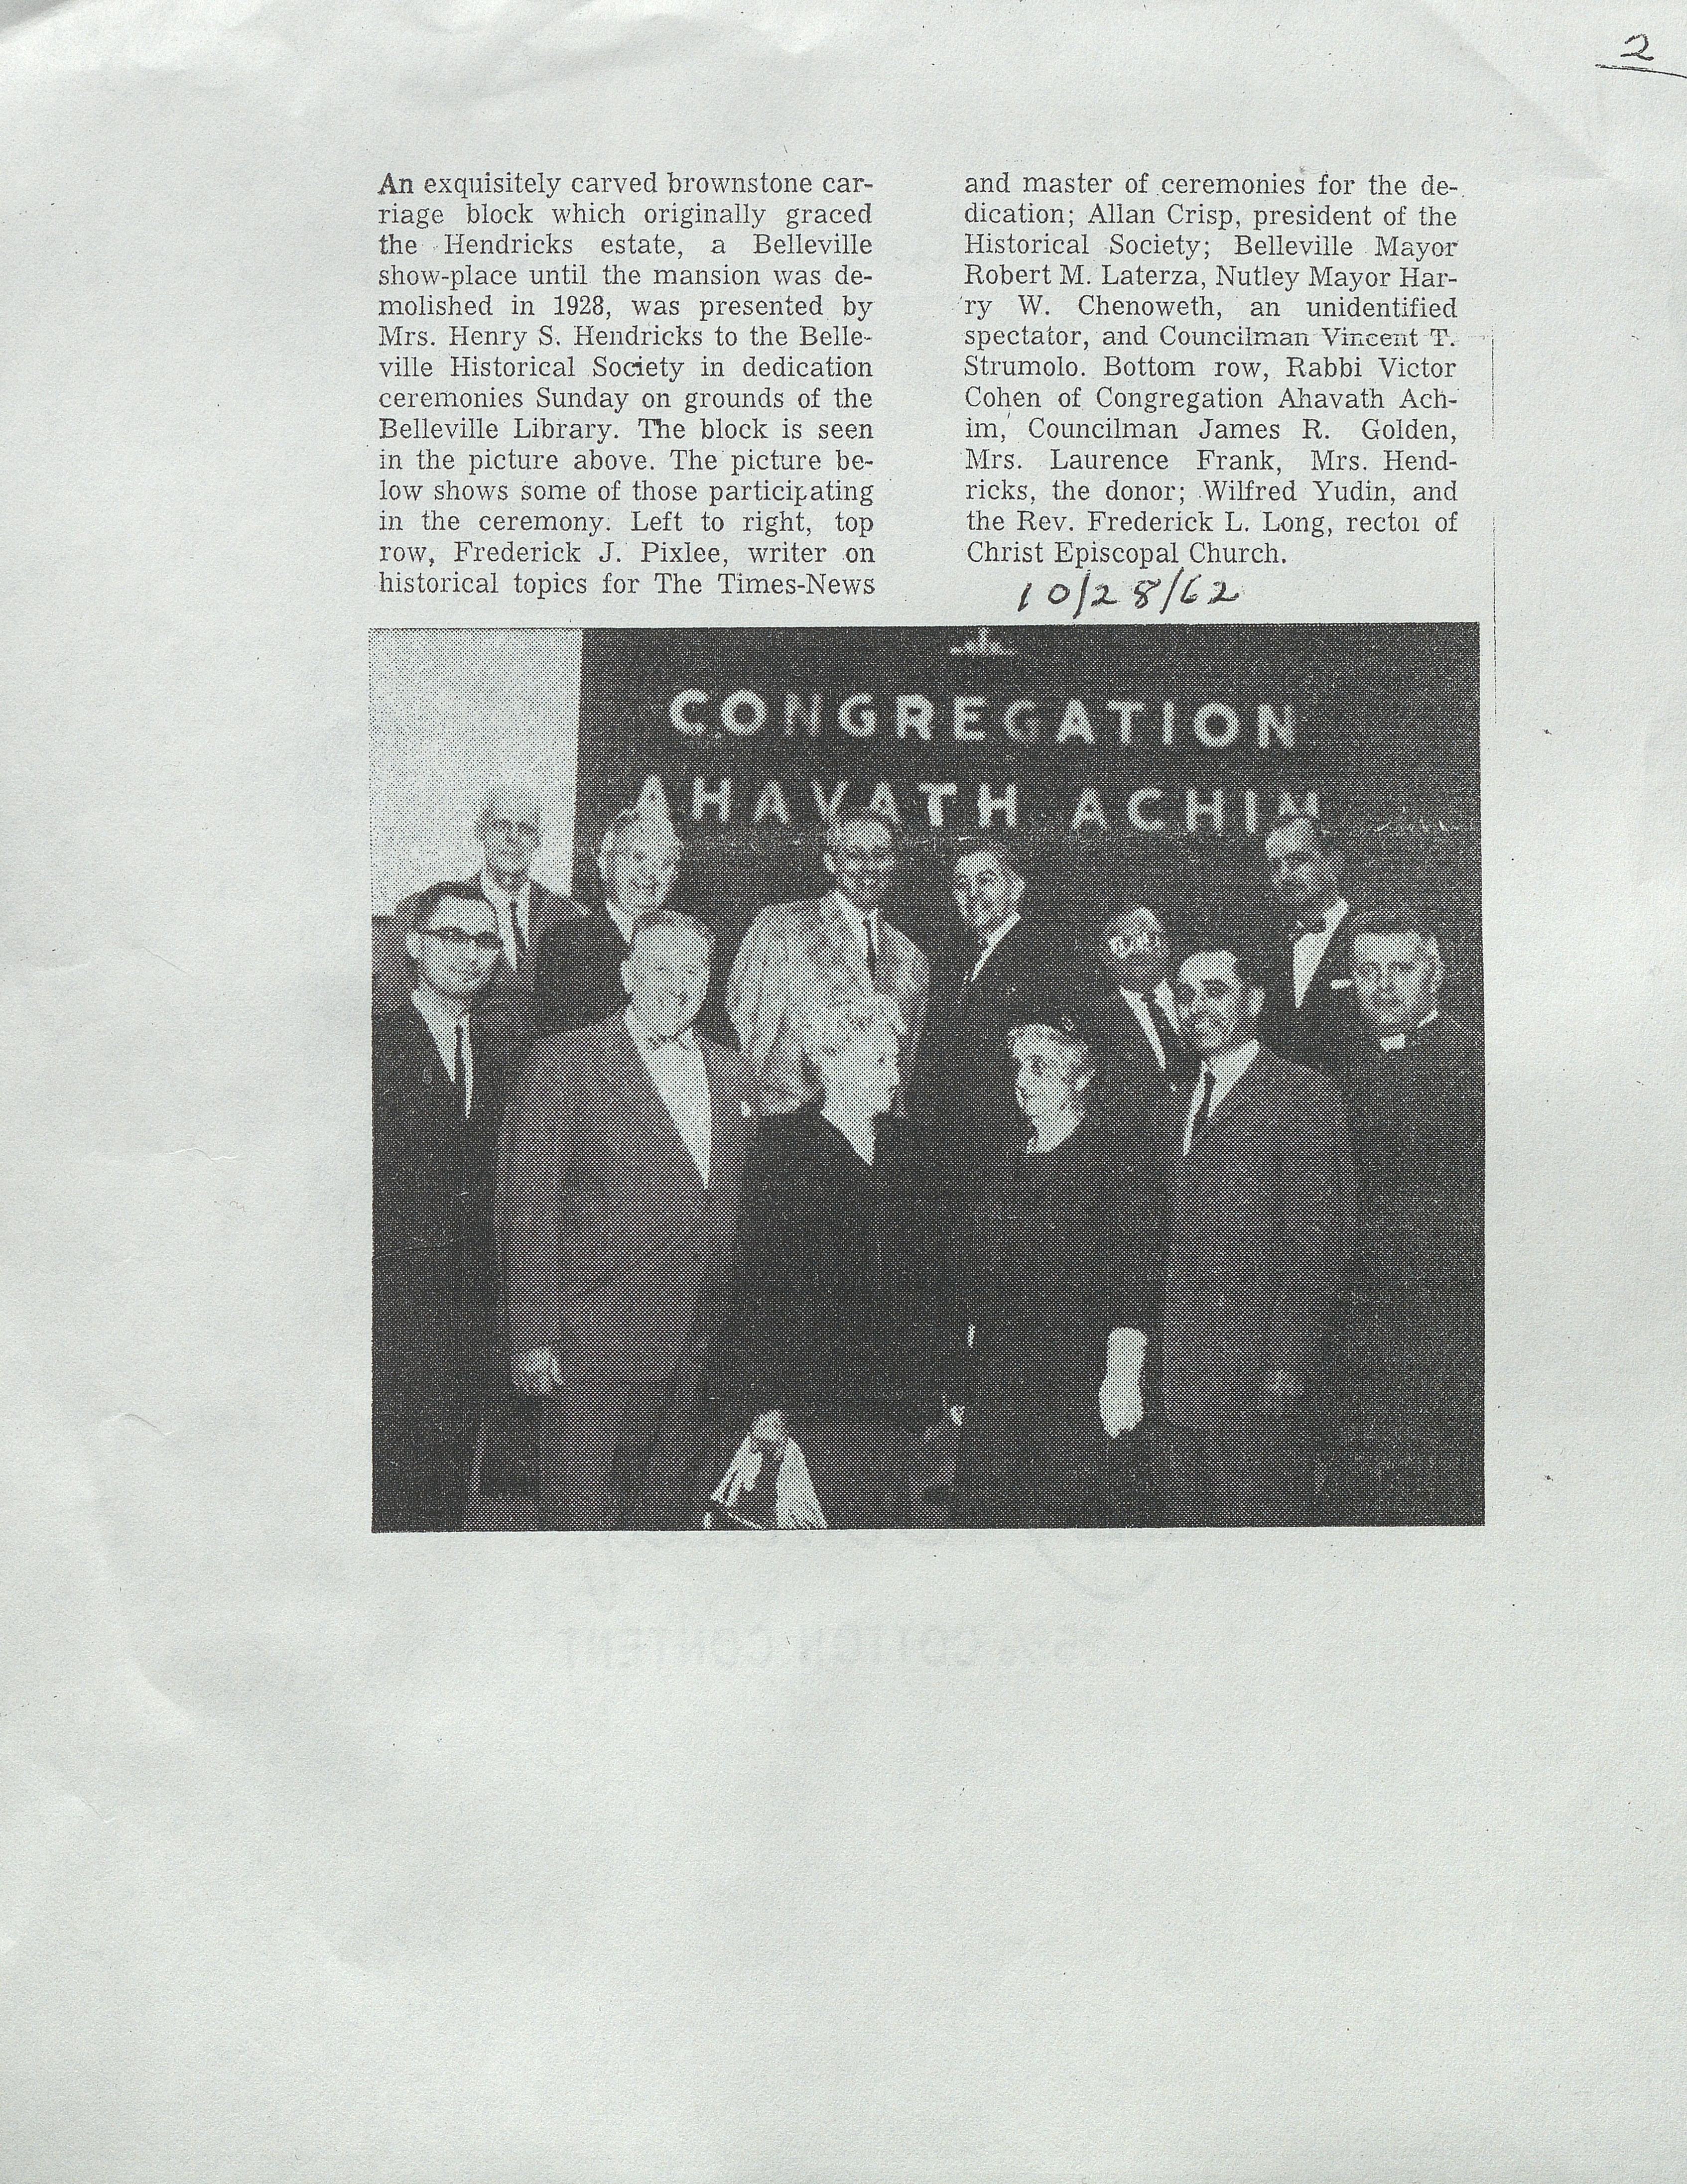 2
An exquisitely carved brownstone car-
riage block which originally graced
the Hendricks estate, a Belleville
show-place until the mansion was de-
molished in 1928, was presented by
Mrs. Henry S. Hendricks to the Belle-
ville Historical Society in dedication
ceremonies Sunday on grounds of the
Belleville Library. The block is seen
in the picture above. The picture be-
low shows some of those participating
in the ceremony. Left to right, top
row, Frederick J. Pixlee, writer on
historical topics for The Times-News
and master of ceremonies for the de-
dication; Allan Crisp, president of the
Historical Society; Belleville Mayor
Robert M. Laterza, Nutley Mayor Har-
ry W. Chenoweth, an unidentified
spectator, and Councilman Vincent T.
Strumolo. Bottom row, Rabbi Victor
Cohen of Congregation Ahavath Ach-
im, Councilman James R. Golden,
Mrs. Laurence Frank, Mrs. Hend-
ricks, the donor; Wilfred Yudin, and
the Rev. Frederick L. Long, rector of
Christ Episcopal Church.
10/28/62
CONGREGATION
AHAVATH ACHIM
COTTON CONTENT